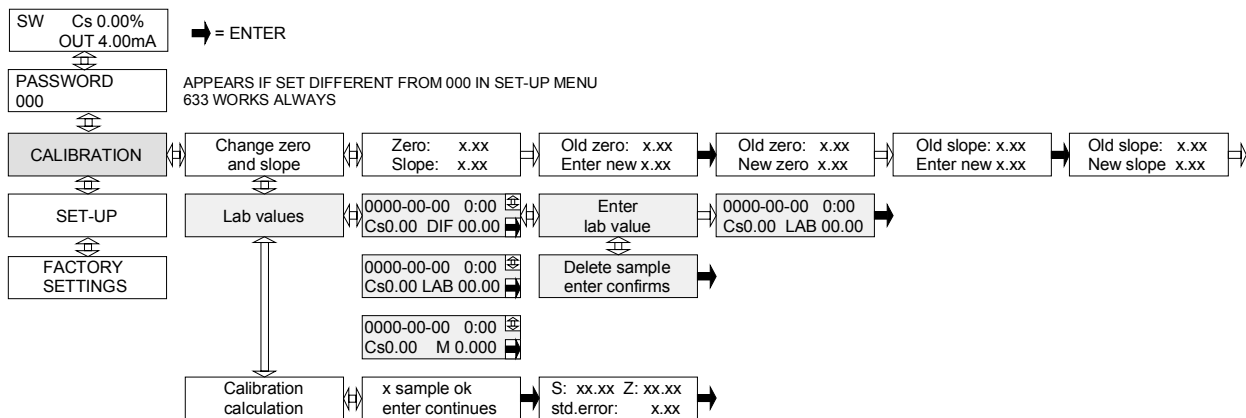 SW Cs 0.00%
OUT 4.00mA
= ENTER
PASSWORD
000
APPEARS IF SET DIFFERENT FROM 000 IN SET-UP MENU
633 WORKS ALWAYS
CALIBRATION
Change zero
and slope
Zero: x.xx
Slope: x.xx
Old zero: x.xx
Enter new x.xx
Old zero: x.xx
New zero x.xx
Old slope: x.xx
Enter new x.xx
Old slope: x.xx
New slope x.xx
SET-UP
Lab values
0000-00-00 0:00
Cs0.00 DIF 00.00
Enter
lab value
0000-00-00 0:00
Cs0.00 LAB 00.00
FACTORY
SETTINGS
0000-00-00 0:00
Cs0.00 LAB 00.00
Delete sample
enter confirms
0000-00-00 0:00
Cs0.00 M 0.000
Calibration
calculation
x sample ok
enter continues
S: xx.xx Z: xx.xx
std.error: x.xx